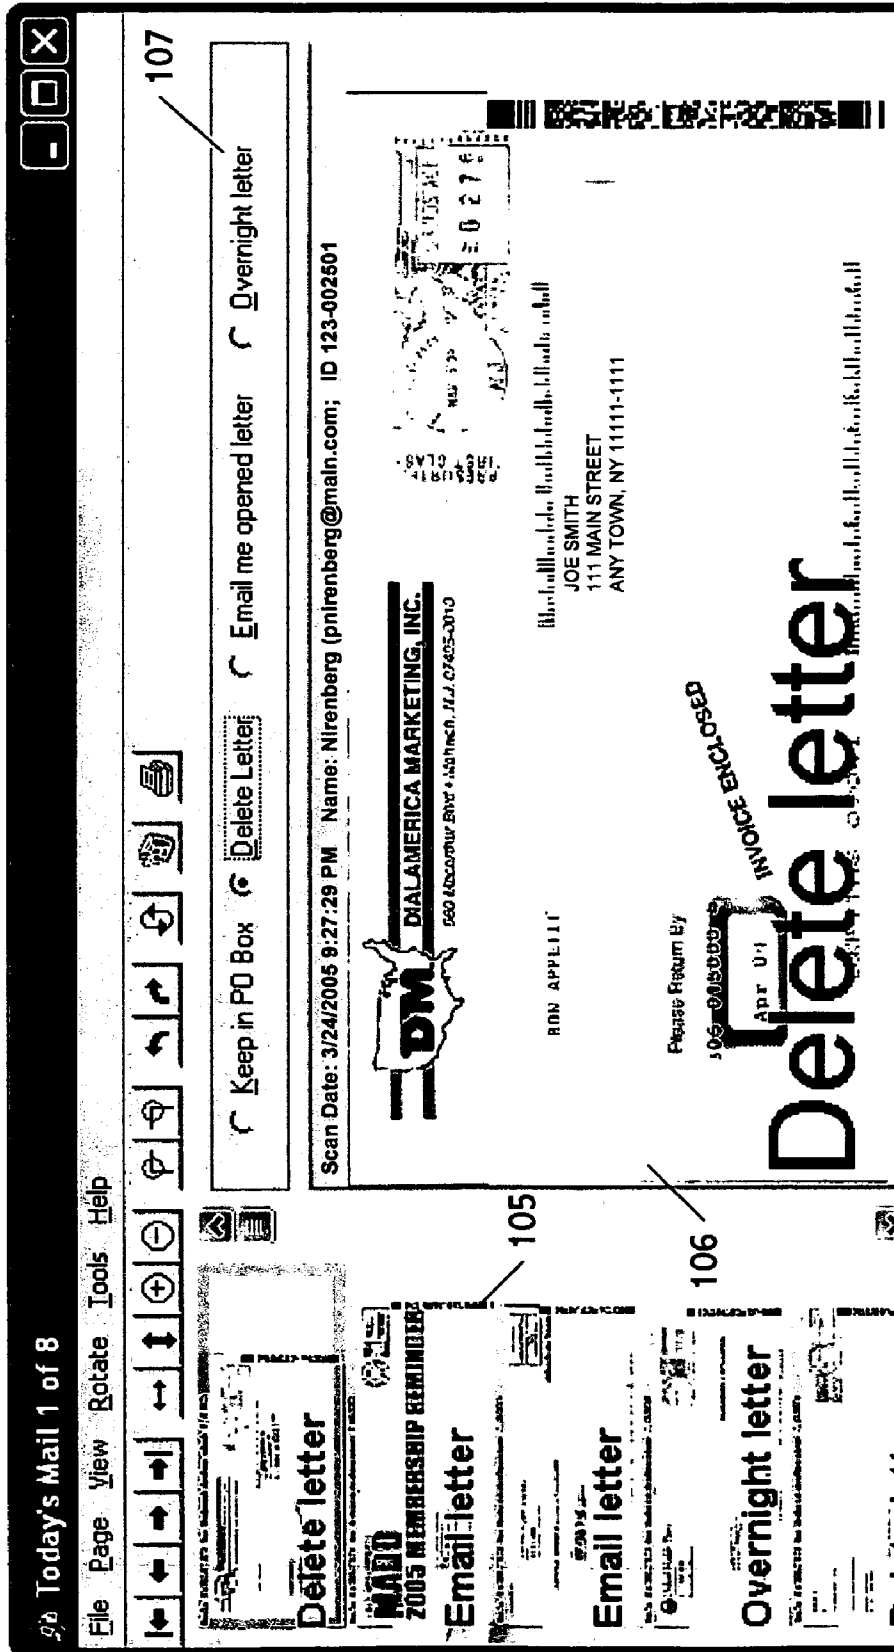 Today's Mail 1 of 8
File Page View Rotate Tools Help
Keep in PO Box Delete Letter Email me opened letter Overnight letter
107
Scan Date: 3/24/2005 9:27:29 PM Name: Nirenberg (pnirenberg@main.com; ID 123-002501
Delete letter
MADD
2005 MEMBERSHIP REMINDER
Email letter
Email letter
Overnight letter
105
106
DM
DIALAMERICA MARKETING, INC.
JOE SMITH
111 MAIN STREET
ANY TOWN, NY 11111-1111
BON APPETIT
Please Return By
Apr 04
INVOICE ENCLOSED
Delete letter